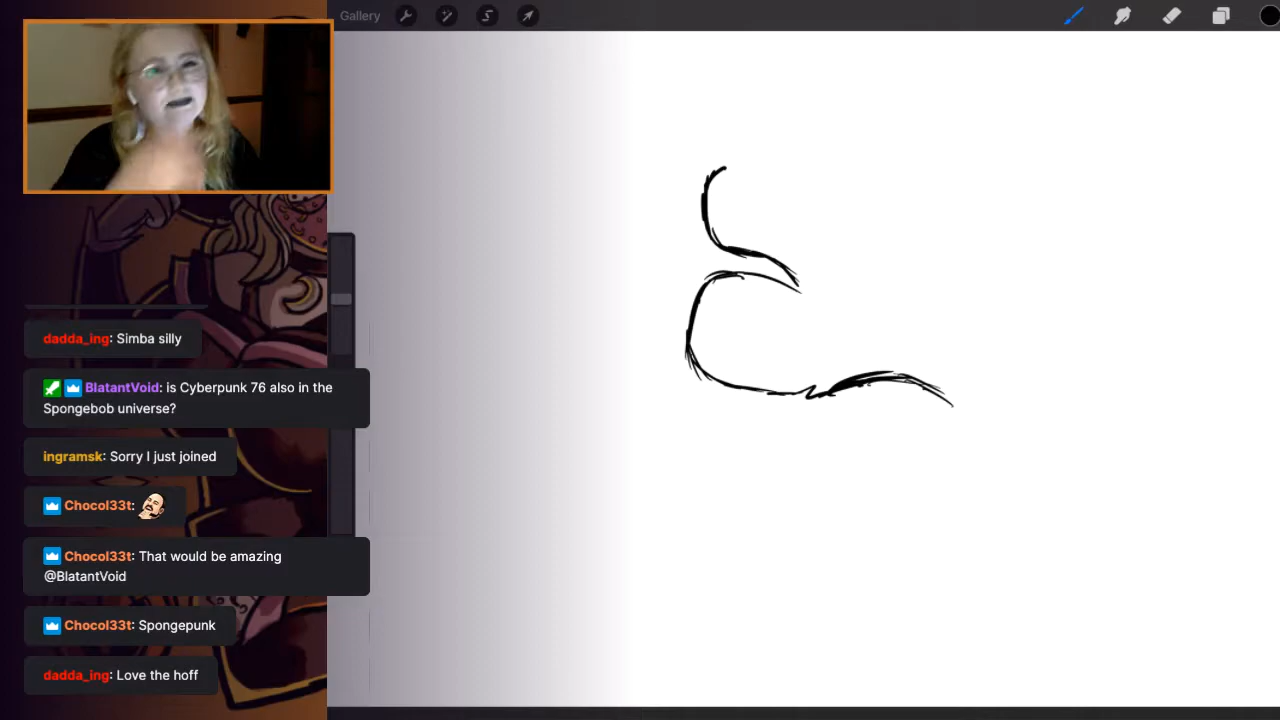 Gallery
dadda_ing: Simba silly
BlatantVoid: is Cyberpunk 76 also in the
Spongebob universe?
ingramsk: Sorry I just joined
Chocol33t:
Chocol33t: That would be amazing
@BlatantVoid
Chocol33t: Spongepunk
dadda_ing: Love the hoff